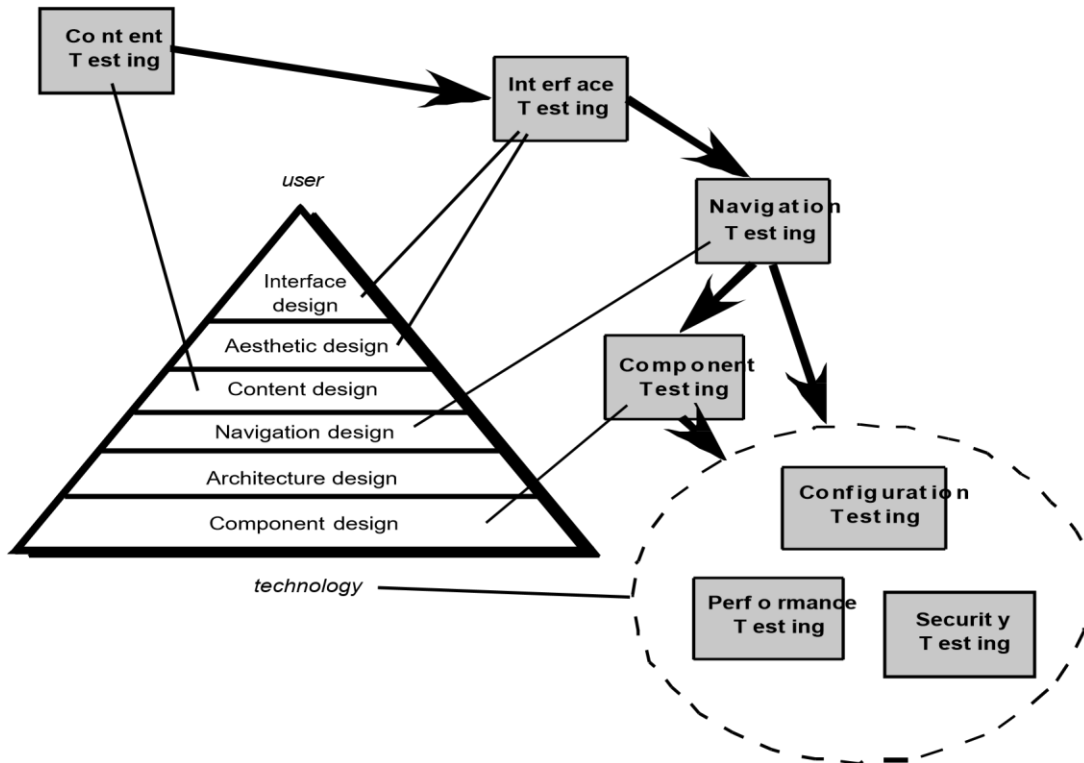 Content
Testing
Interface
Testing
user
Navigation
Testing
Interface
design
Aesthetic design
Content design
Navigation design
Architecture design
Component design
Component
Testing
Configuration
Testing
technology
Performance
Testing
Security
Testing